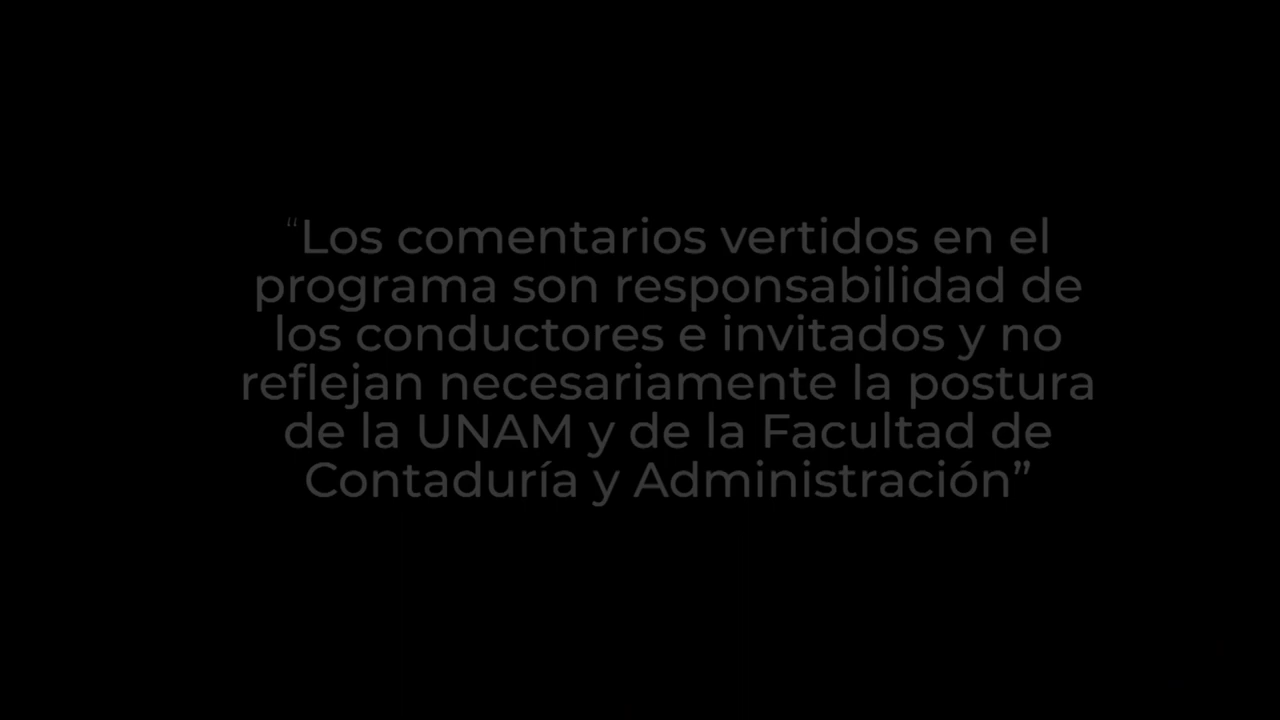 “Los comentarios vertidos en el
programa son responsabilidad de
los conductores e invitados y no
reflejan necesariamente la postura
de la UNAM y de la Facultad de
Contaduría y Administración”